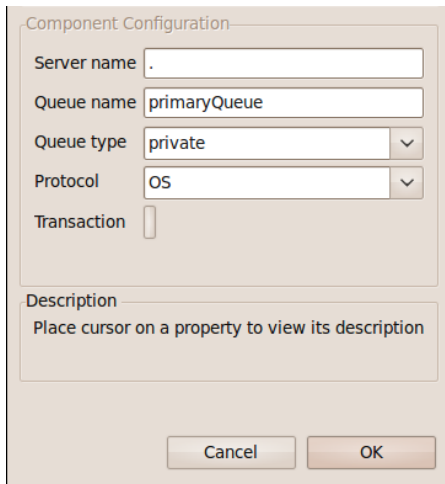 Component Configuration
Server name .
Queue name primaryQueue
Queue type private
Protocol OS
Transaction
Description
Place cursor on a property to view its description
Cancel OK